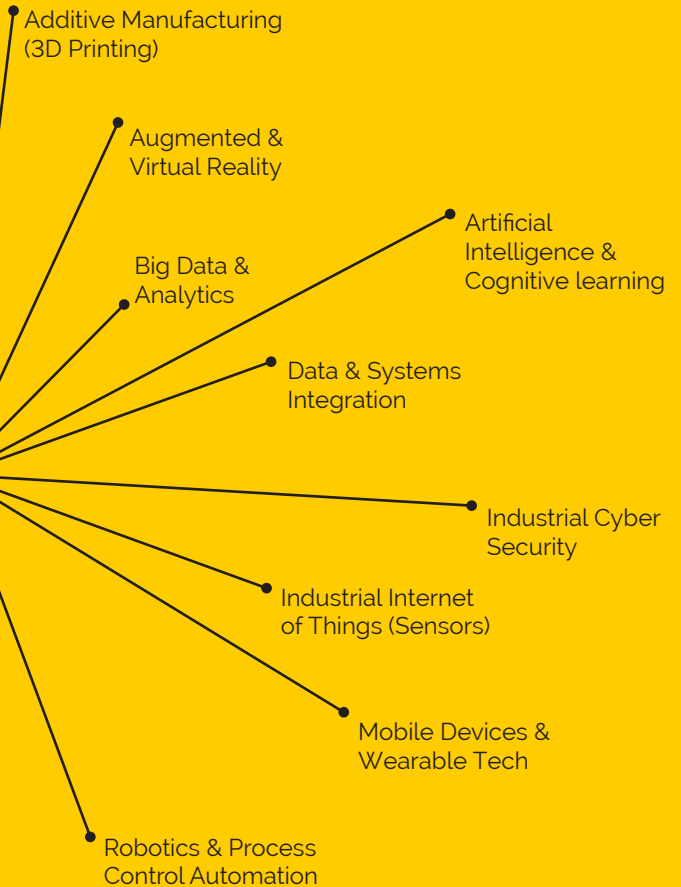 Additive Manufacturing
(3D Printing)
Augmented &
Virtual Reality
Artificial
Intelligence &
Cognitive learning
Big Data &
Analytics
Data & Systems
Integration
Industrial Cyber
Security
Industrial Internet
of Things (Sensors)
Mobile Devices &
Wearable Tech
Robotics & Process
Control Automation